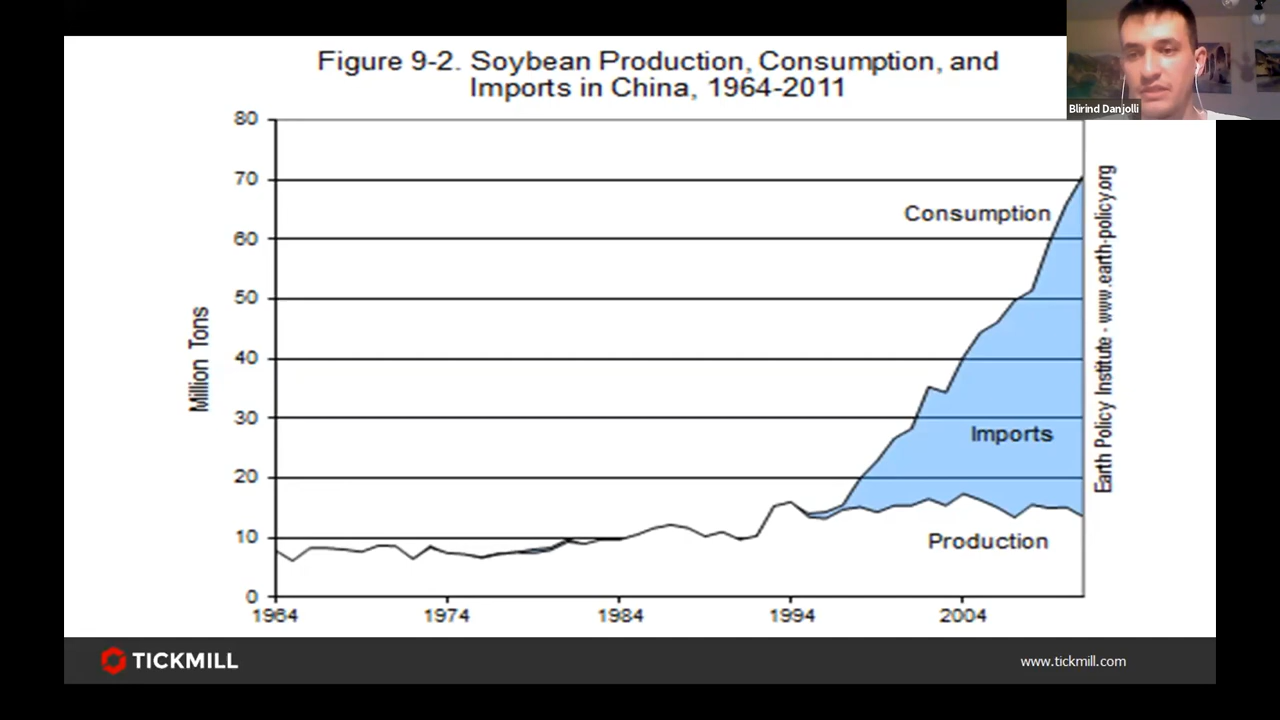 Figure 9-2. Soybean Production, Consumption, and
Imports in China, 1964-2011
Blirind Danjolli
80
70
60
50
40
30
20
10
0
Million Tons
Consumption
Imports
Production
1964
1974
1984
1994
2004
Earth Policy Institute - www.earth-policy.org
TICKMILL
www.tickmill.com